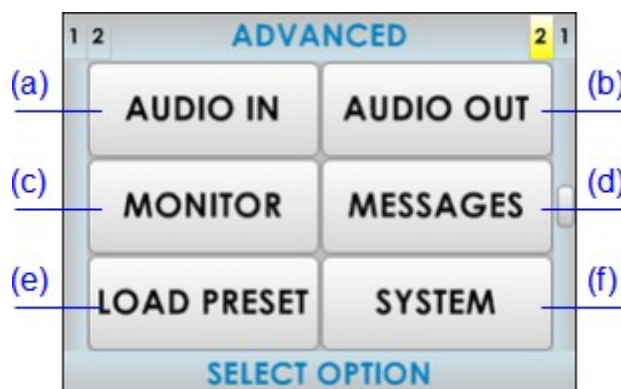 1 2 ADVANCED 2 1
(a) AUDIO IN AUDIO OUT (b)
(c) MONITOR MESSAGES (d)
(e) LOAD PRESET SYSTEM (f)
SELECT OPTION